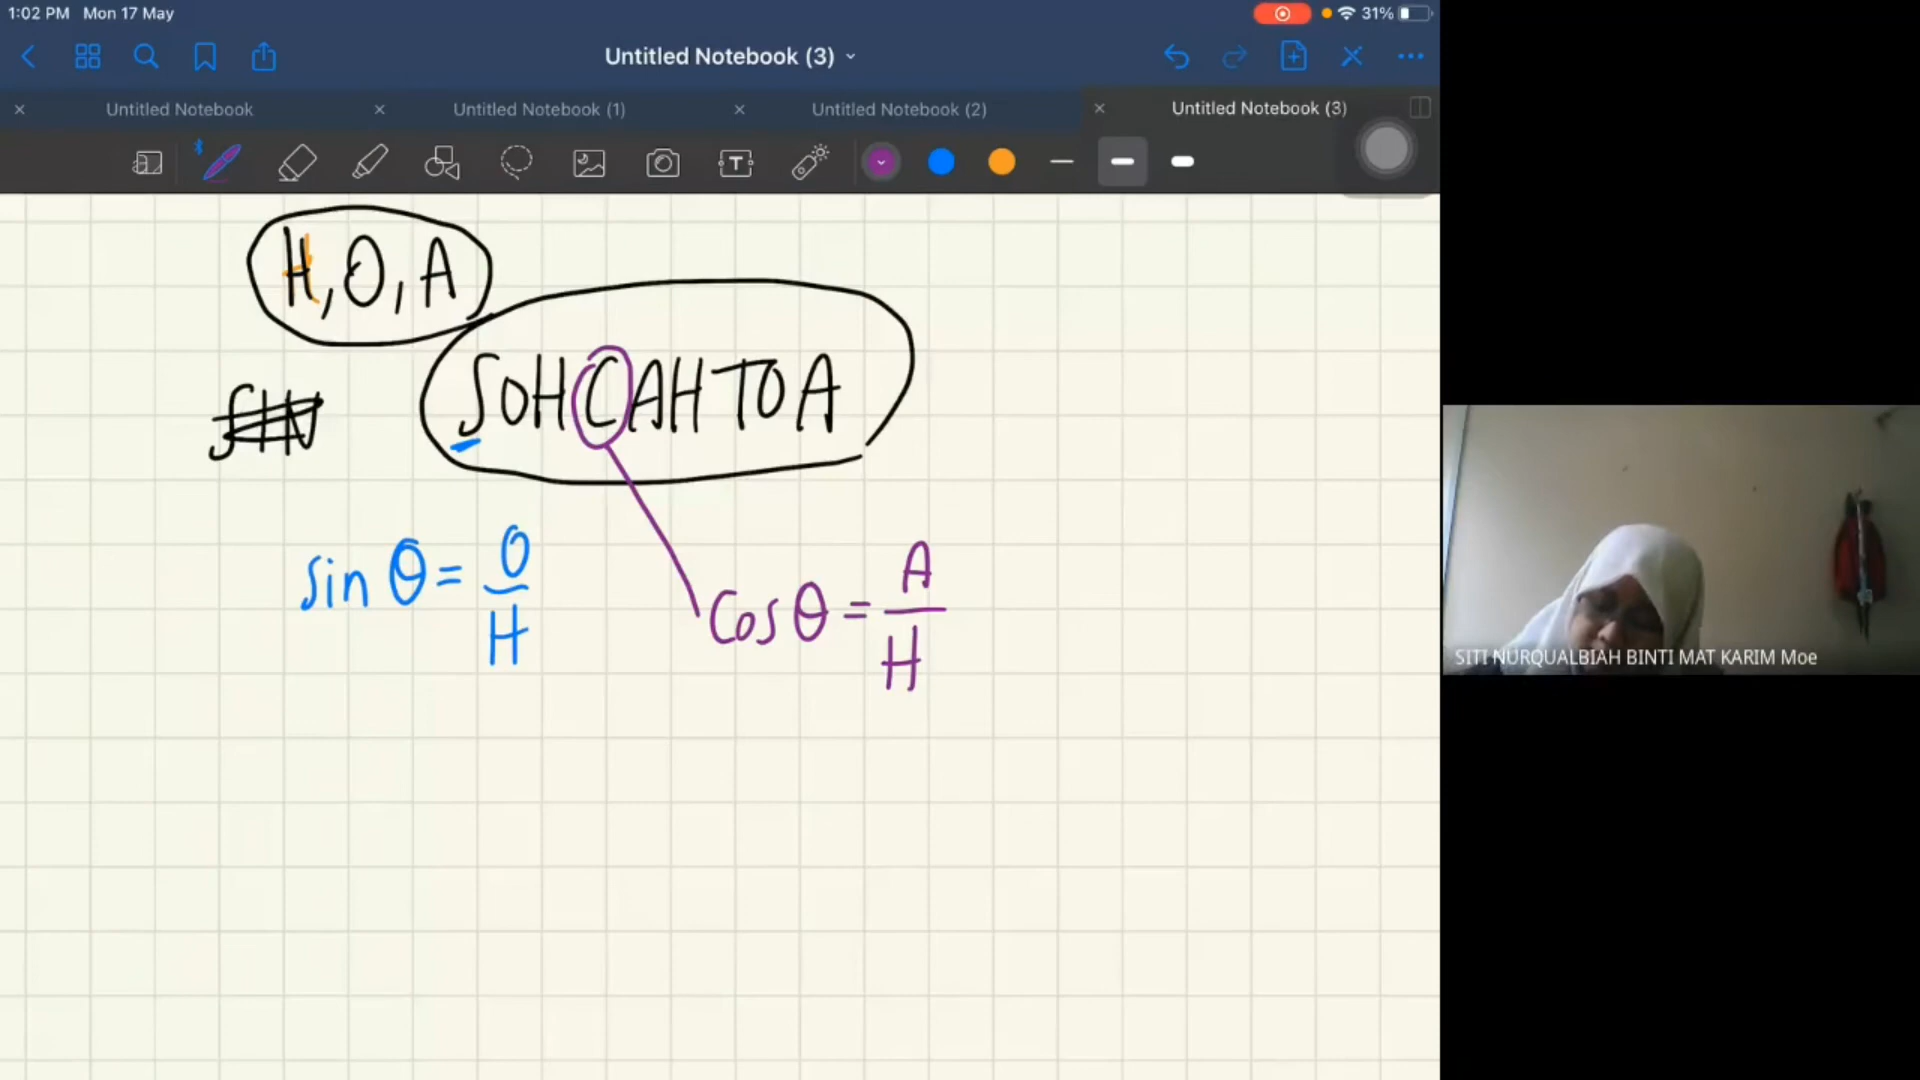 1:02 PM Mon 17 May 31%
Untitled Notebook (3)
Untitled Notebook Untitled Notebook (1) Untitled Notebook (2) Untitled Notebook (3)
T
H, O, A
SOHCAHTOA
SIN
sin θ = O/H
Cos θ = A/H
SITI NURQUALBIAH BINTI MAT KARIM Moe